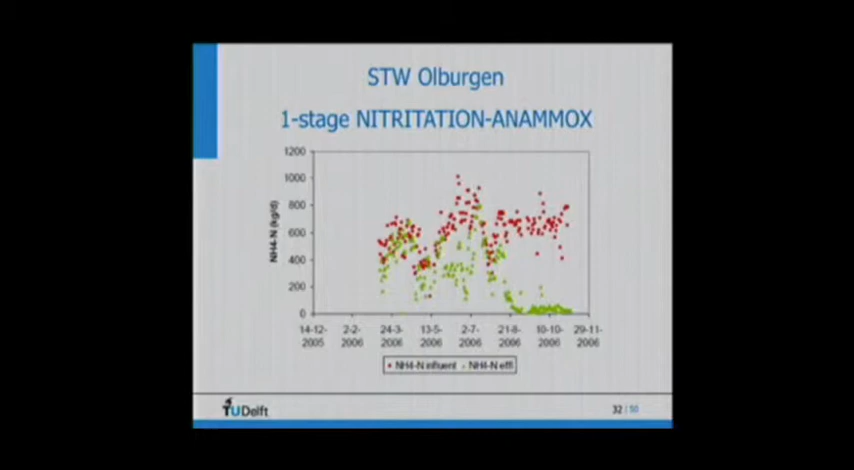 STW Olburgen
1-stage NITRITATION-ANAMMOX
NH4-N (kg/d)
1200
1000
800
600
400
200
0
14-12-2005
2-2-2006
24-3-2006
13-5-2006
2-7-2006
21-8-2006
10-10-2006
29-11-2006
NH4-N influent
NH4-N effl
TUDelft
32 | 50